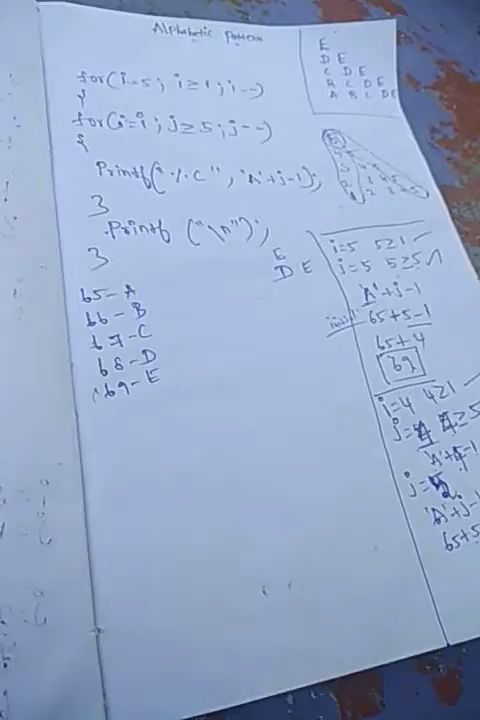 Alphabetic Pattern
E
D E
C D E
B C D E
A B C D E
for(i=5; i≥1; i--)
{
for(j=i; j≥5; j--)
{
Printf("%c", 'A'+j-1);
}
Printf ("\n");
}
E
D E
65-A
66-B
67-C
68-D
69-E
i=5 5≥1
j=5 5≥5
'A'+j-1
65+5-1
65+4
69
i=4 4≥1
'A'+j-1
65+5